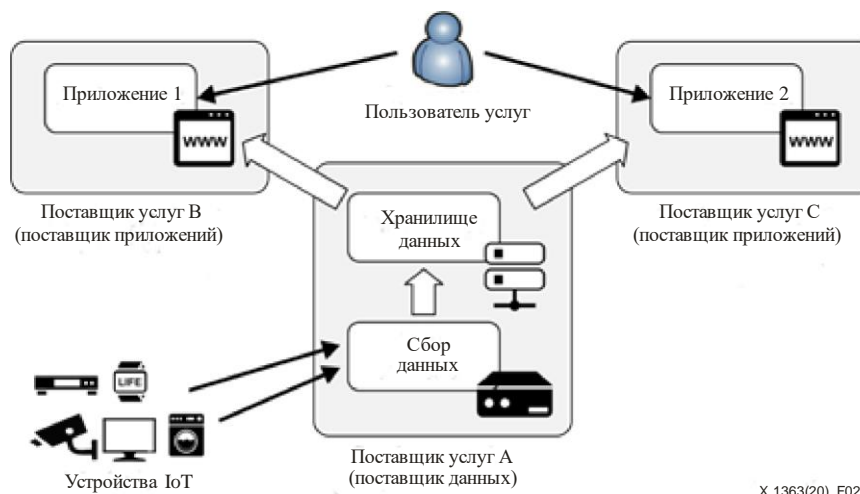 Приложение 1
www
Поставщик услуг B
(поставщик приложений)
Пользователь услуг
Приложение 2
www
Поставщик услуг C
(поставщик приложений)
Хранилище
данных
Сбор
данных
LIFE
Устройства IoT
Поставщик услуг A
(поставщик данных)
X.1363(20)_F02